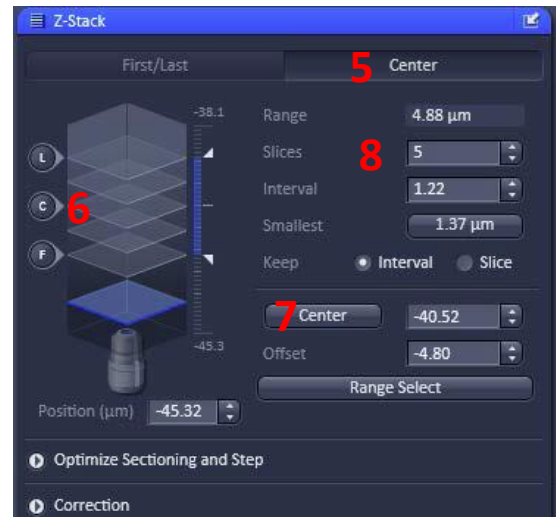 Z-Stack
First/Last 5 Center
-38.1 Range 4.88 µm
L Slices 8 5
C 6 Interval 1.22
Smallest 1.37 µm
F Keep Interval Slice
7 Center -40.52
-45.3 Offset -4.80
Range Select
Position (µm) -45.32
Optimize Sectioning and Step
Correction